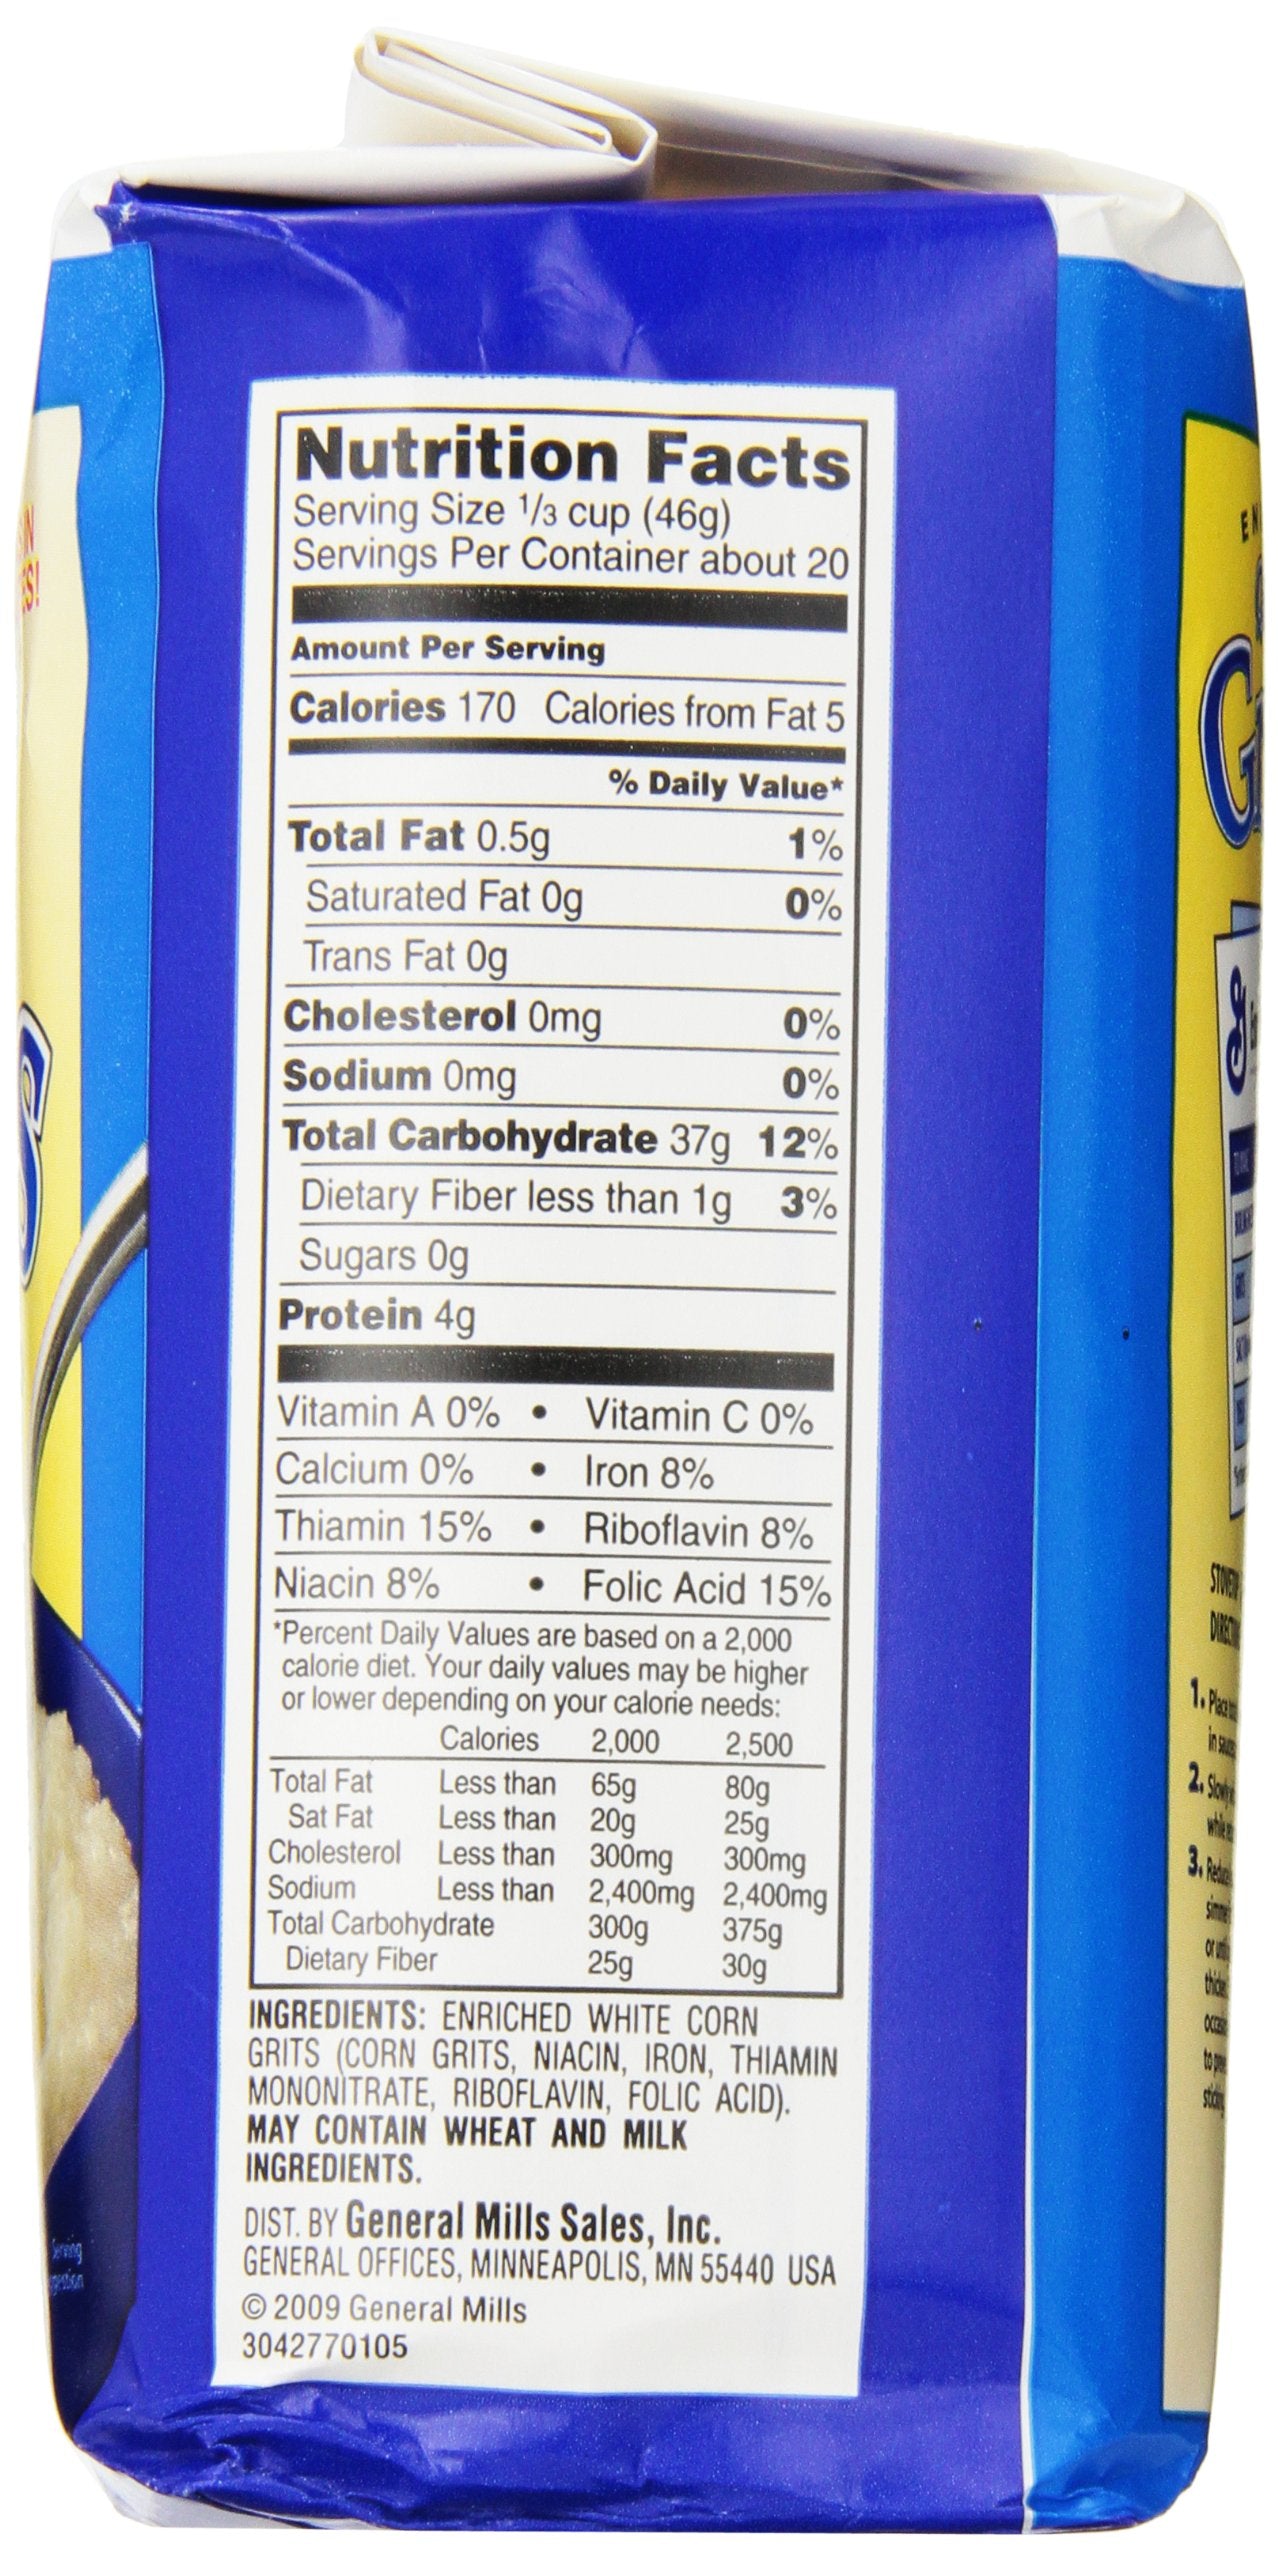 Nutrition Facts
Serving Size 1/3 cup (46g)
Servings Per Container about 20
Amount Per Serving
Calories 170 Calories from Fat 5
% Daily Value*
Total Fat 0.5g 1%
Saturated Fat 0g 0%
Trans Fat 0g
Cholesterol 0mg 0%
Sodium 0mg 0%
Total Carbohydrate 37g 12%
Dietary Fiber less than 1g 3%
Sugars 0g
Protein 4g
Vitamin A 0% • Vitamin C 0%
Calcium 0% • Iron 8%
Thiamin 15% • Riboflavin 8%
Niacin 8% • Folic Acid 15%
*Percent Daily Values are based on a 2,000
calorie diet. Your daily values may be higher
or lower depending on your calorie needs:
Calories 2,000 2,500
Total Fat Less than 65g 80g
Sat Fat Less than 20g 25g
Cholesterol Less than 300mg 300mg
Sodium Less than 2,400mg 2,400mg
Total Carbohydrate 300g 375g
Dietary Fiber 25g 30g
INGREDIENTS: ENRICHED WHITE CORN
GRITS (CORN GRITS, NIACIN, IRON, THIAMIN
MONONITRATE, RIBOFLAVIN, FOLIC ACID).
MAY CONTAIN WHEAT AND MILK
INGREDIENTS.
DIST. BY General Mills Sales, Inc.
GENERAL OFFICES, MINNEAPOLIS, MN 55440 USA
© 2009 General Mills
3042770105
1. Place
in
2.
while
3.
or
to